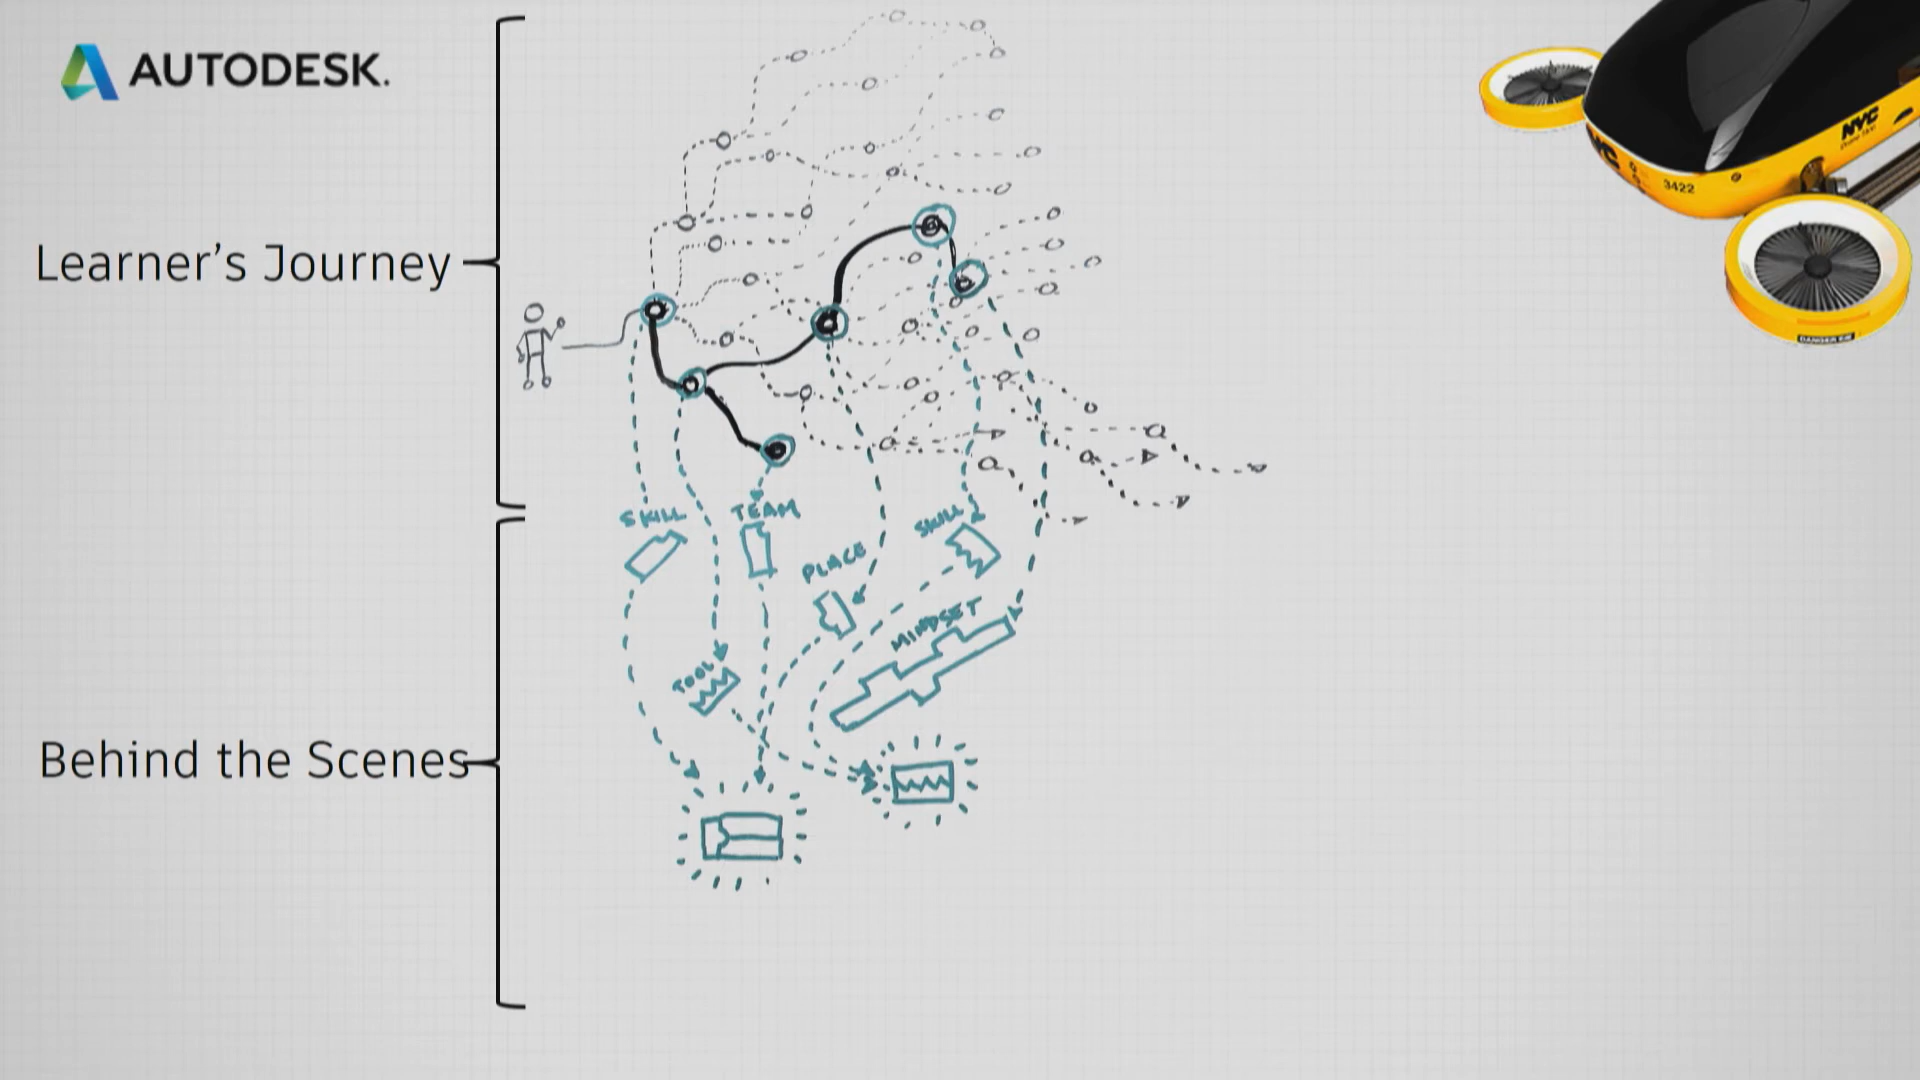 AUTODESK.
NYC
3422
Learner's Journey
SKILL
TEAM
SKILL
PLACE
MINDSET
TOOL
Behind the Scenes